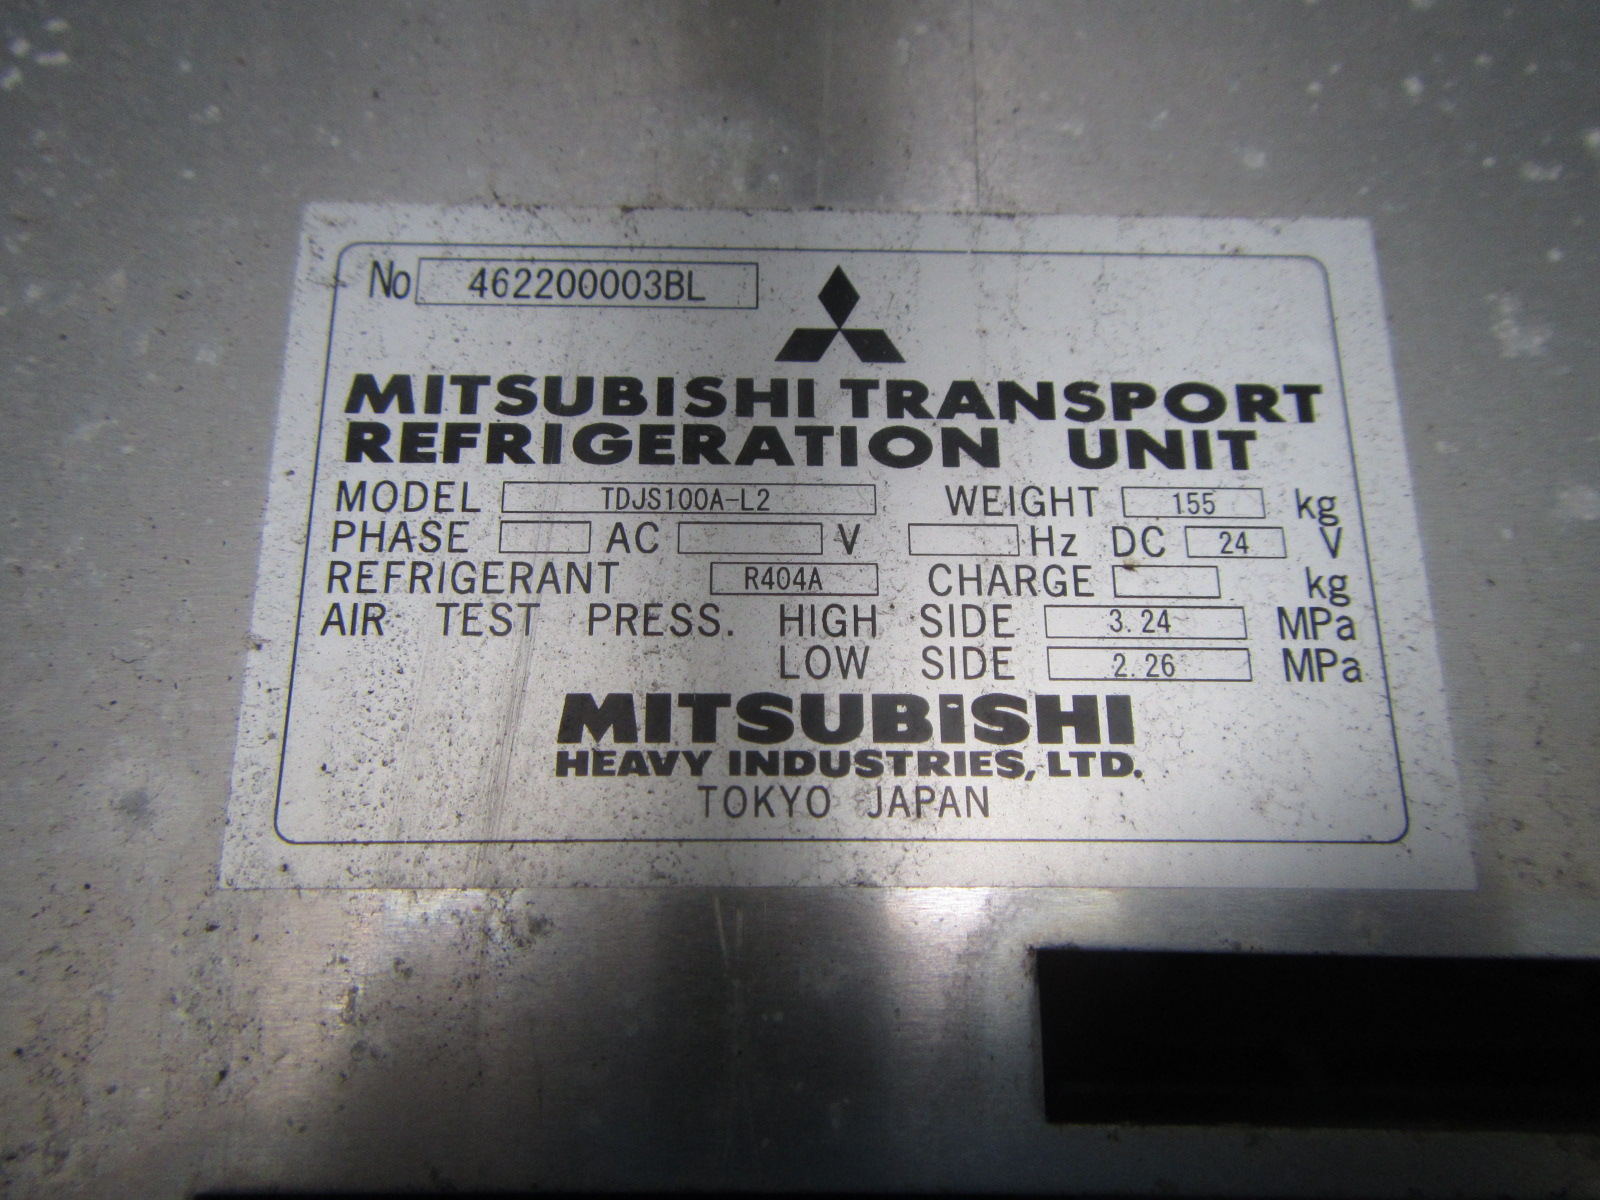 No 462200003BL
MITSUBISHI TRANSPORT
REFRIGERATION UNIT
MODEL TDJS100A-L2 WEIGHT 155 kg
PHASE AC V Hz DC 24 V
REFRIGERANT R404A CHARGE kg
AIR TEST PRESS. HIGH SIDE 3.24 MPa
LOW SIDE 2.26 MPa
MITSUBISHI
HEAVY INDUSTRIES, LTD.
TOKYO JAPAN